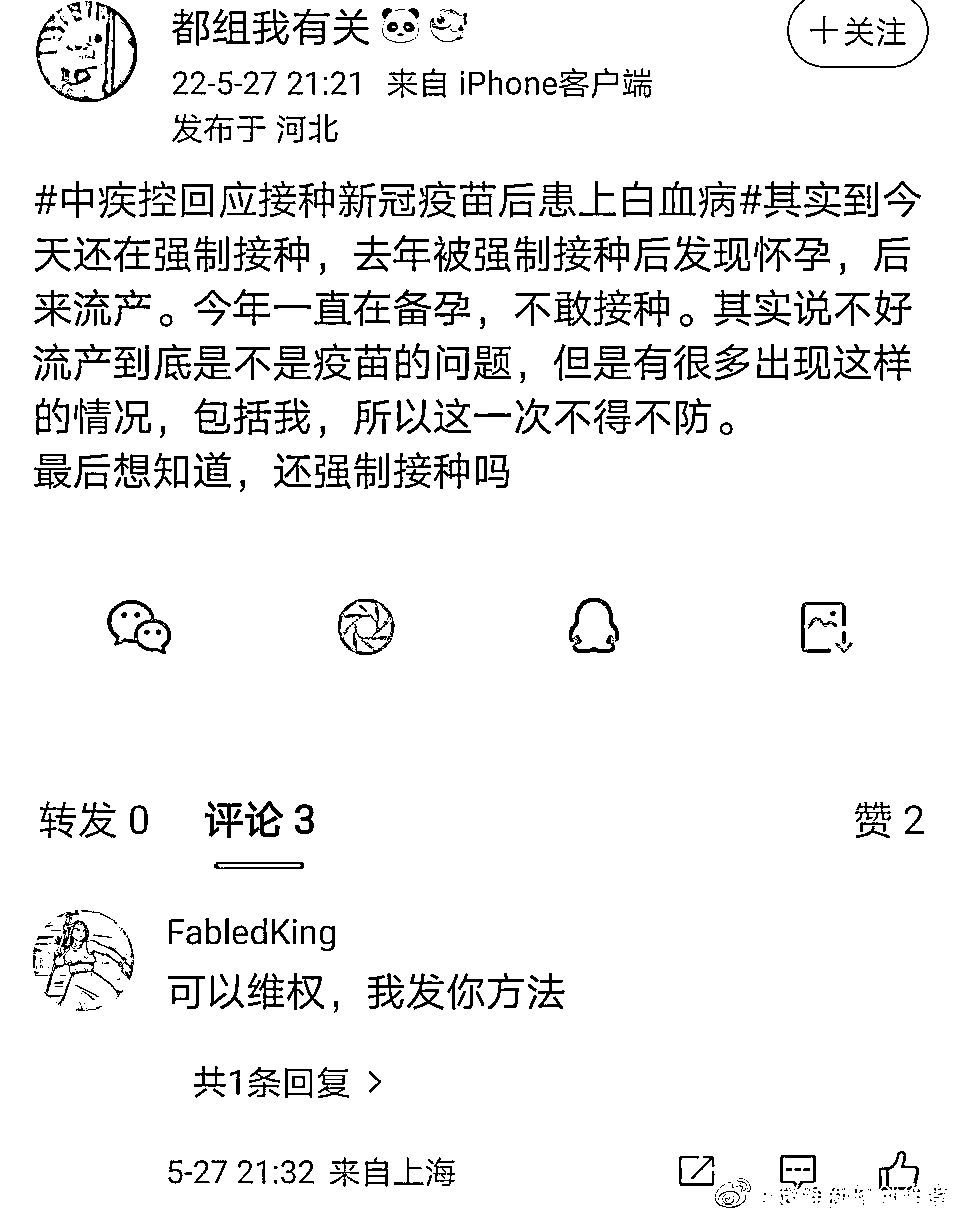 都组我有关
+关注
22-5-27 21:21 来自 iPhone客户端
发布于 河北
#中疾控回应接种新冠疫苗后患上白血病#其实到今
天还在强制接种，去年被强制接种后发现怀孕，后
来流产。今年一直在备孕，不敢接种。其实说不好
流产到底是不是疫苗的问题，但是有很多出现这样
的情况，包括我，所以这一次不得不防。
最后想知道，还强制接种吗
转发 0 评论 3 赞 2
FabledKing
可以维权，我发你方法
共1条回复 >
5-27 21:32 来自上海